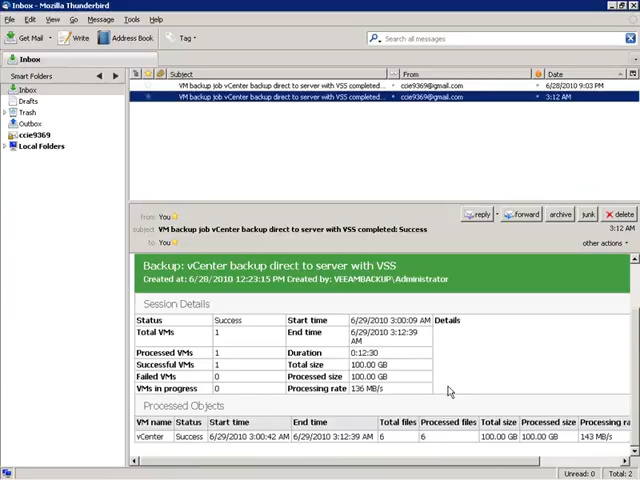 Inbox - Mozilla Thunderbird
File Edit View Go Message Tools Help
Get Mail Write Address Book Tag Search all messages
Inbox
Smart Folders
Inbox
Drafts
Trash
Outbox
ccie9369
Local Folders
Subject From Date
VM backup job vCenter backup direct to server with VSS completed... ccie9369@gmail.com 6/28/2010 9:03 PM
VM backup job vCenter backup direct to server with VSS completed... ccie9369@gmail.com 3:12 AM
from You reply forward archive junk delete
subject VM backup job vCenter backup direct to server with VSS completed: Success 3:12 AM
to You other actions
Backup: vCenter backup direct to server with VSS
Created at: 6/28/2010 12:23:15 PM Created by: VEEAMBACKUP\Administrator
Session Details
Status Success Start time 6/29/2010 3:00:09 AM Details
Total VMs 1 End time 6/29/2010 3:12:39 AM
Processed VMs 1 Duration 0:12:30
Successful VMs 1 Total size 100.00 GB
Failed VMs 0 Processed size 100.00 GB
VMs in progress 0 Processing rate 136 MB/s
Processed Objects
VM name Status Start time End time Total files Processed files Total size Processed size Processing ra
vCenter Success 6/29/2010 3:00:42 AM 6/29/2010 3:12:39 AM 6 6 100.00 GB 100.00 GB 143 MB/s
Unread: 0 Total: 2